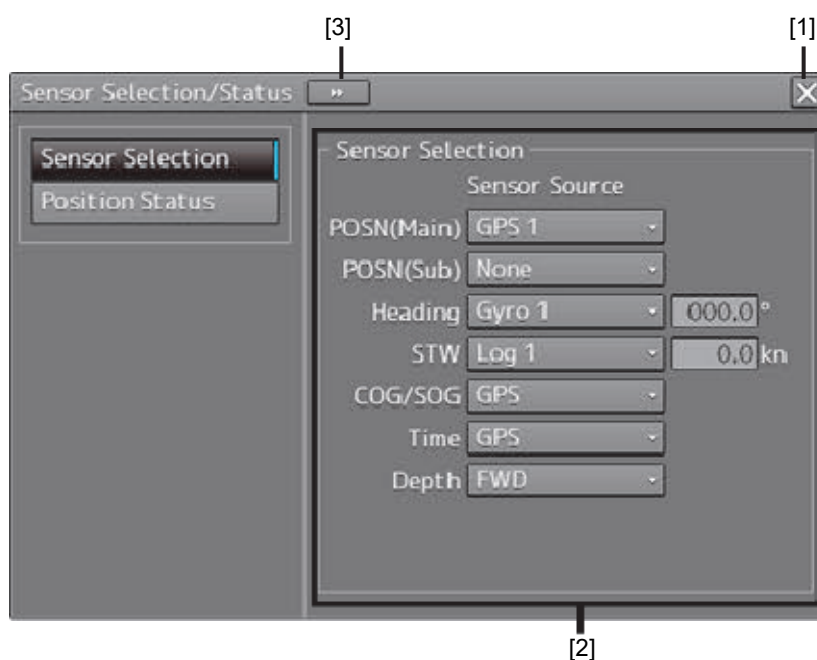 [3] [1]
Sensor Selection/Status
Sensor Selection
Position Status
Sensor Selection
Sensor Source
POSN(Main) GPS 1
POSN(Sub) None
Heading Gyro 1 000.0 °
STW Log 1 0.0 kn
COG/SOG GPS
Time GPS
Depth FWD
[2]